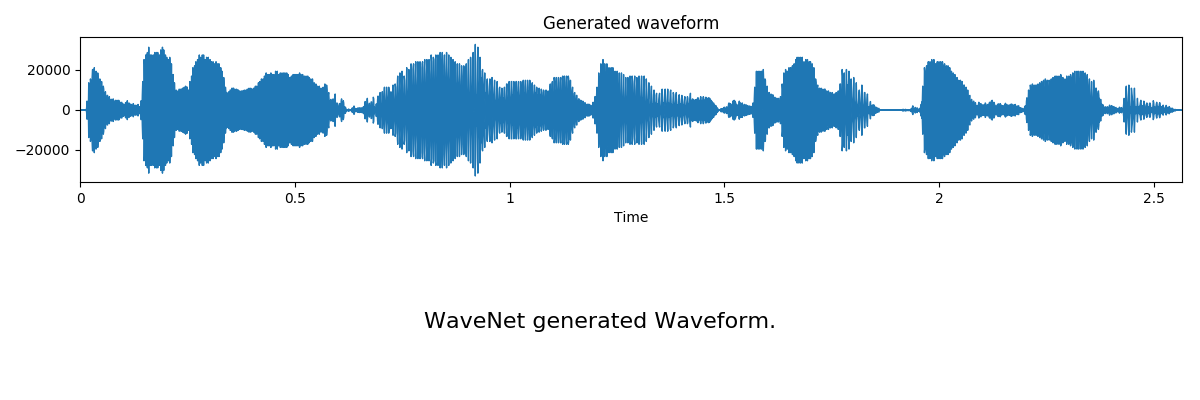 Generated waveform
20000
0
−20000
0 0.5 1 1.5 2 2.5
Time
WaveNet generated Waveform.